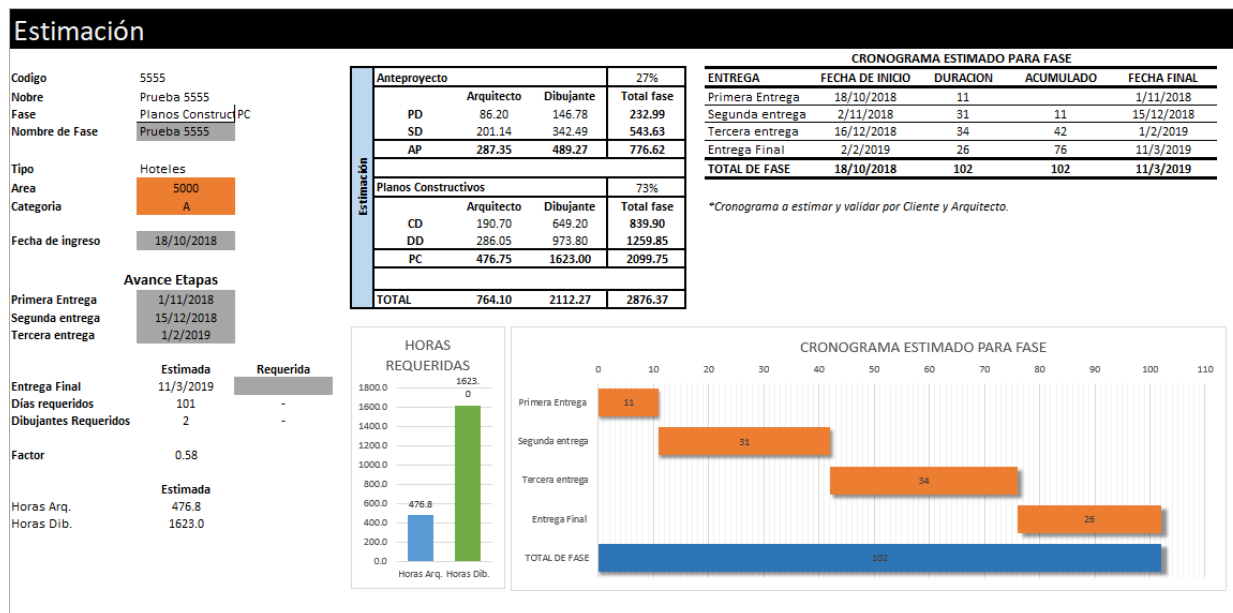 Estimación
Codigo 5555
Nobre Prueba 5555
Fase Planos Construct PC
Nombre de Fase Prueba 5555
Tipo Hoteles
Area 5000
Categoria A
Fecha de ingreso 18/10/2018
Avance Etapas
Primera Entrega 1/11/2018
Segunda entrega 15/12/2018
Tercera entrega 1/2/2019
Estimada Requerida
Entrega Final 11/3/2019
Días requeridos 101 -
Dibujantes Requeridos 2 -
Factor 0.58
Estimada
Horas Arq. 476.8
Horas Dib. 1623.0
Estimación
Anteproyecto 27%
Arquitecto Dibujante Total fase
PD 86.20 146.78 232.99
SD 201.14 342.49 543.63
AP 287.35 489.27 776.62
Planos Constructivos 73%
Arquitecto Dibujante Total fase
CD 190.70 649.20 839.90
DD 286.05 973.80 1259.85
PC 476.75 1623.00 2099.75
TOTAL 764.10 2112.27 2876.37
CRONOGRAMA ESTIMADO PARA FASE
ENTREGA FECHA DE INICIO DURACION ACUMULADO FECHA FINAL
Primera Entrega 18/10/2018 11 1/11/2018
Segunda entrega 2/11/2018 31 11 15/12/2018
Tercera entrega 16/12/2018 34 42 1/2/2019
Entrega Final 2/2/2019 26 76 11/3/2019
TOTAL DE FASE 18/10/2018 102 102 11/3/2019
*Cronograma a estimar y validar por Cliente y Arquitecto.
HORAS
REQUERIDAS
1800.0
1600.0
1400.0
1200.0
1000.0
800.0
600.0
400.0
200.0
0.0
476.8
1623.
0
Horas Arq. Horas Dib.
CRONOGRAMA ESTIMADO PARA FASE
0 10 20 30 40 50 60 70 80 90 100 110
Primera Entrega 11
Segunda entrega 31
Tercera entrega 34
Entrega Final 26
TOTAL DE FASE 102